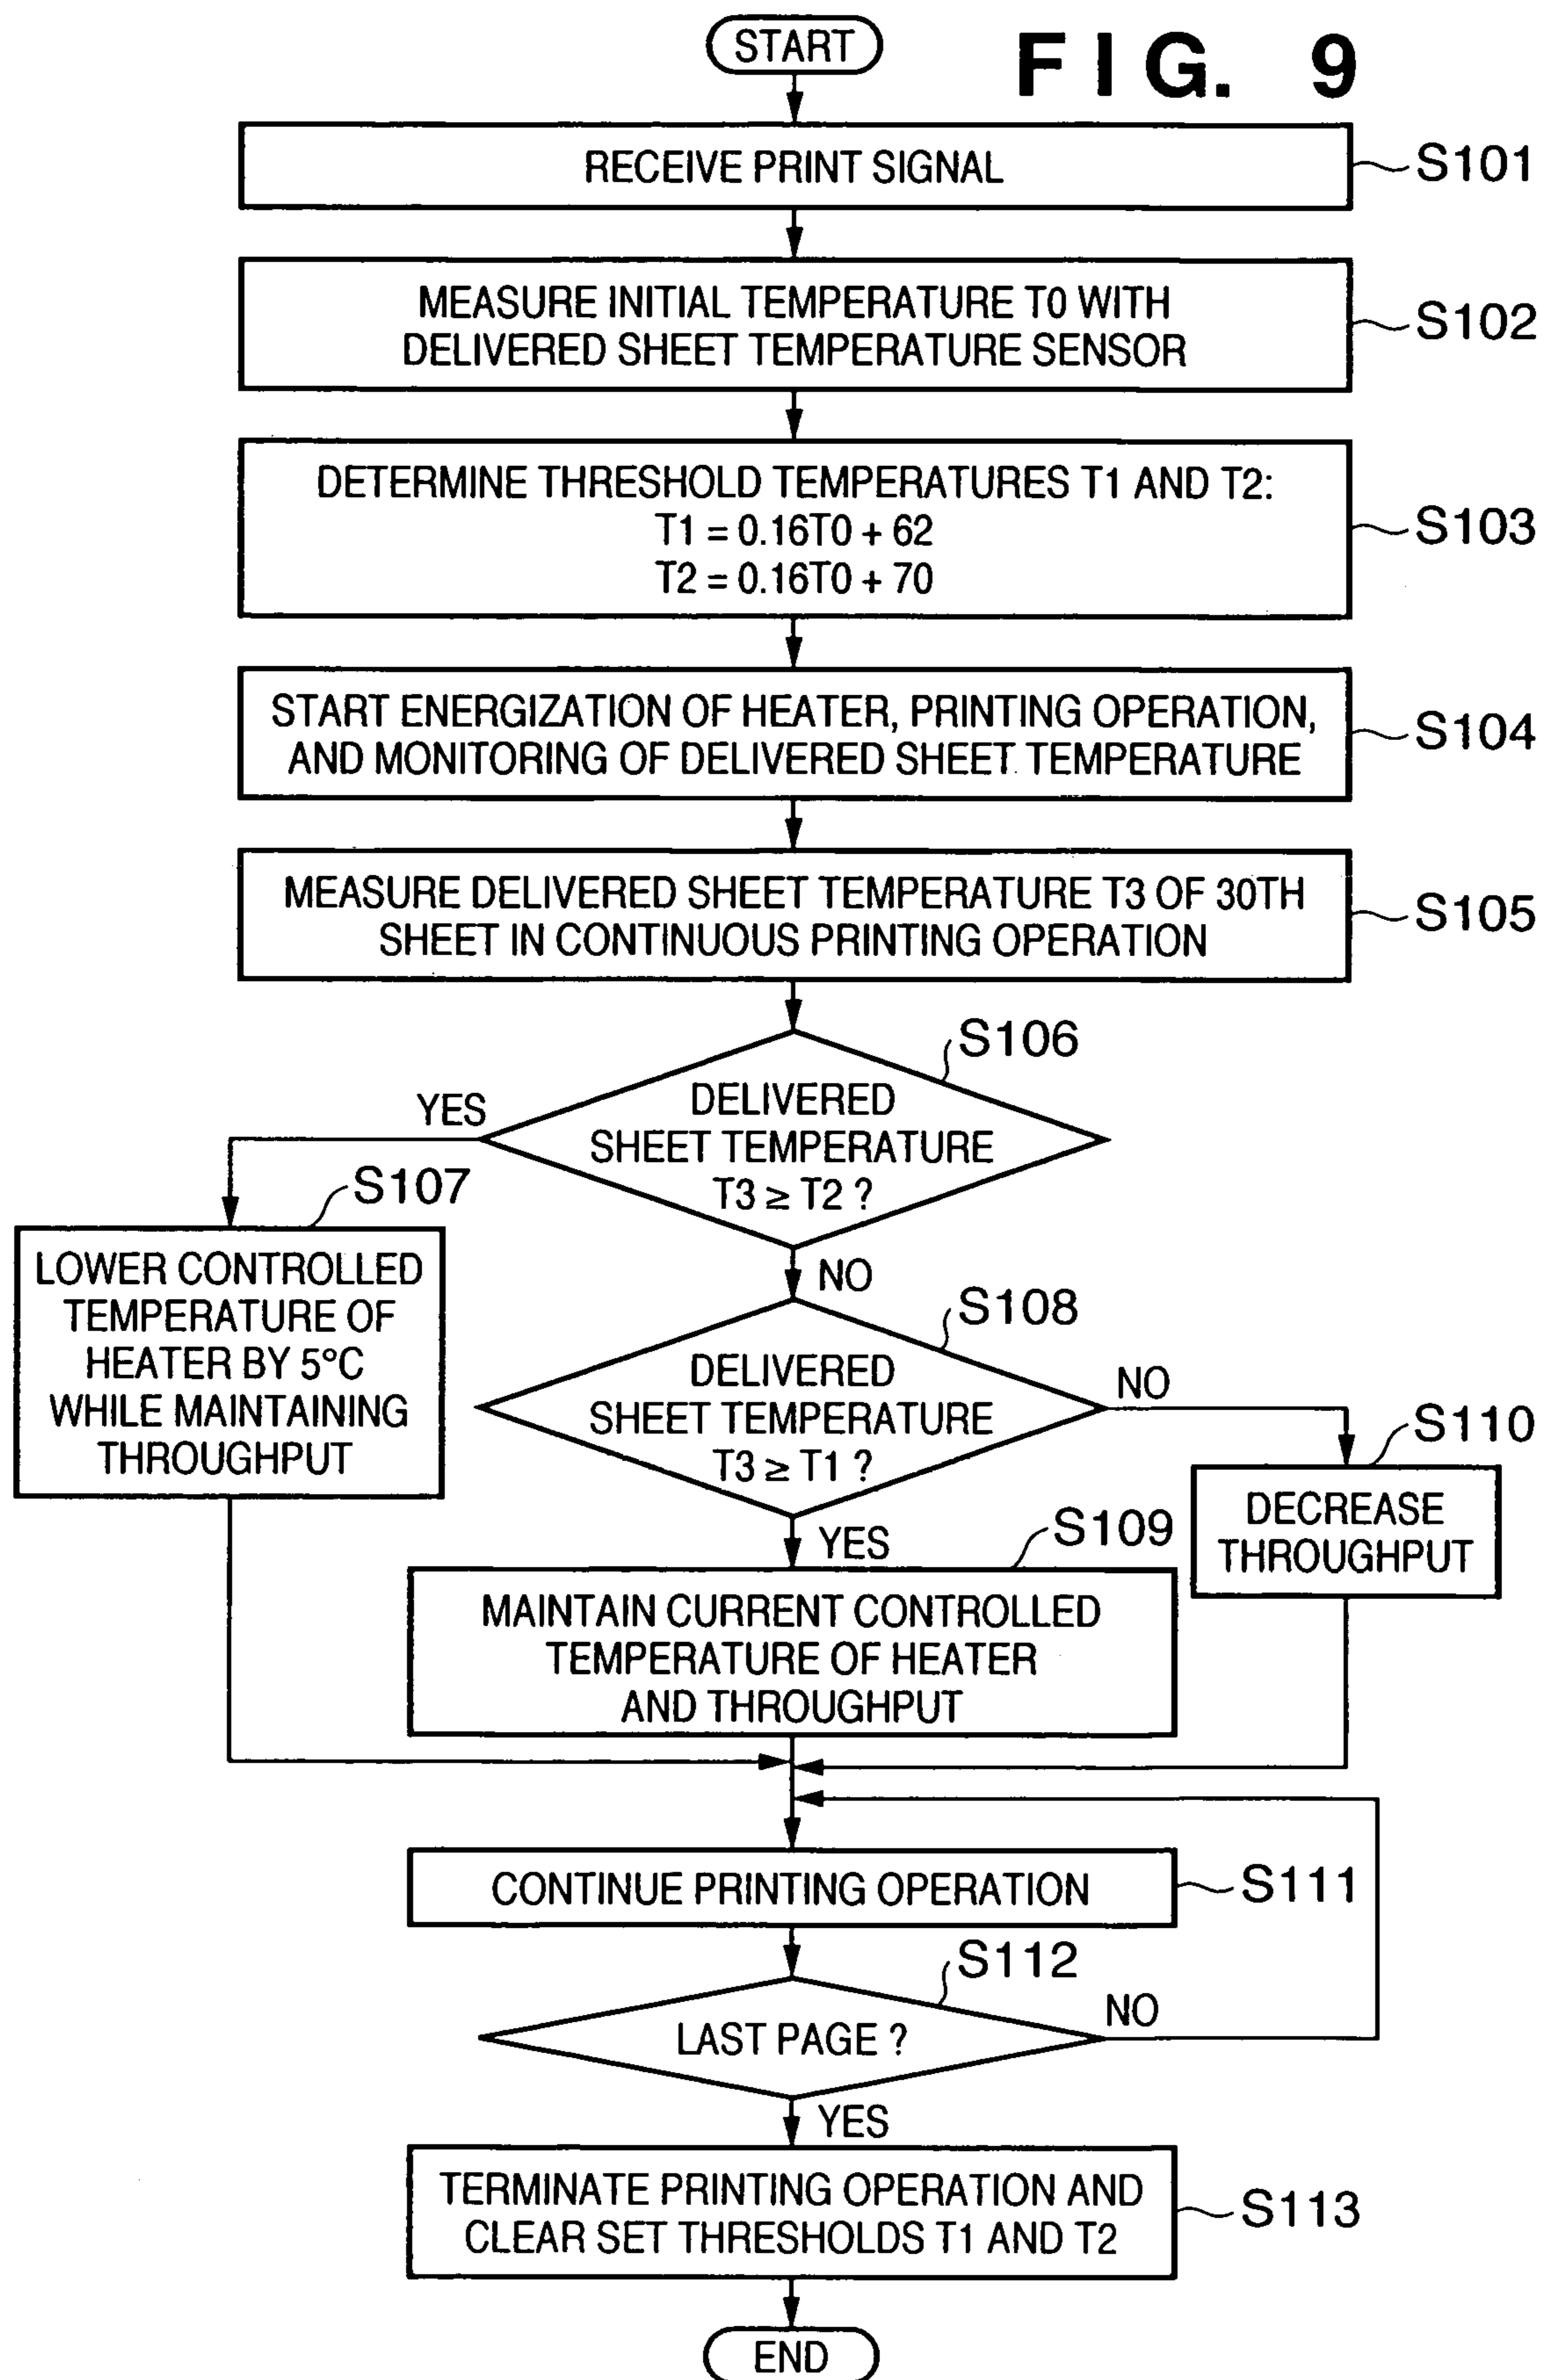 START
FIG. 9
RECEIVE PRINT SIGNAL
S101
MEASURE INITIAL TEMPERATURE T0 WITH
DELIVERED SHEET TEMPERATURE SENSOR
S102
DETERMINE THRESHOLD TEMPERATURES T1 AND T2:
T1 = 0.16T0 + 62
T2 = 0.16T0 + 70
S103
START ENERGIZATION OF HEATER, PRINTING OPERATION,
AND MONITORING OF DELIVERED SHEET TEMPERATURE
S104
MEASURE DELIVERED SHEET TEMPERATURE T3 OF 30TH
SHEET IN CONTINUOUS PRINTING OPERATION
S105
S106
DELIVERED
SHEET TEMPERATURE
T3 ≥ T2 ?
YES
NO
S107
LOWER CONTROLLED
TEMPERATURE OF
HEATER BY 5°C
WHILE MAINTAINING
THROUGHPUT
S108
DELIVERED
SHEET TEMPERATURE
T3 ≥ T1 ?
NO
YES
S110
DECREASE
THROUGHPUT
S109
MAINTAIN CURRENT CONTROLLED
TEMPERATURE OF HEATER
AND THROUGHPUT
CONTINUE PRINTING OPERATION
S111
S112
LAST PAGE ?
NO
YES
TERMINATE PRINTING OPERATION AND
CLEAR SET THRESHOLDS T1 AND T2
S113
END